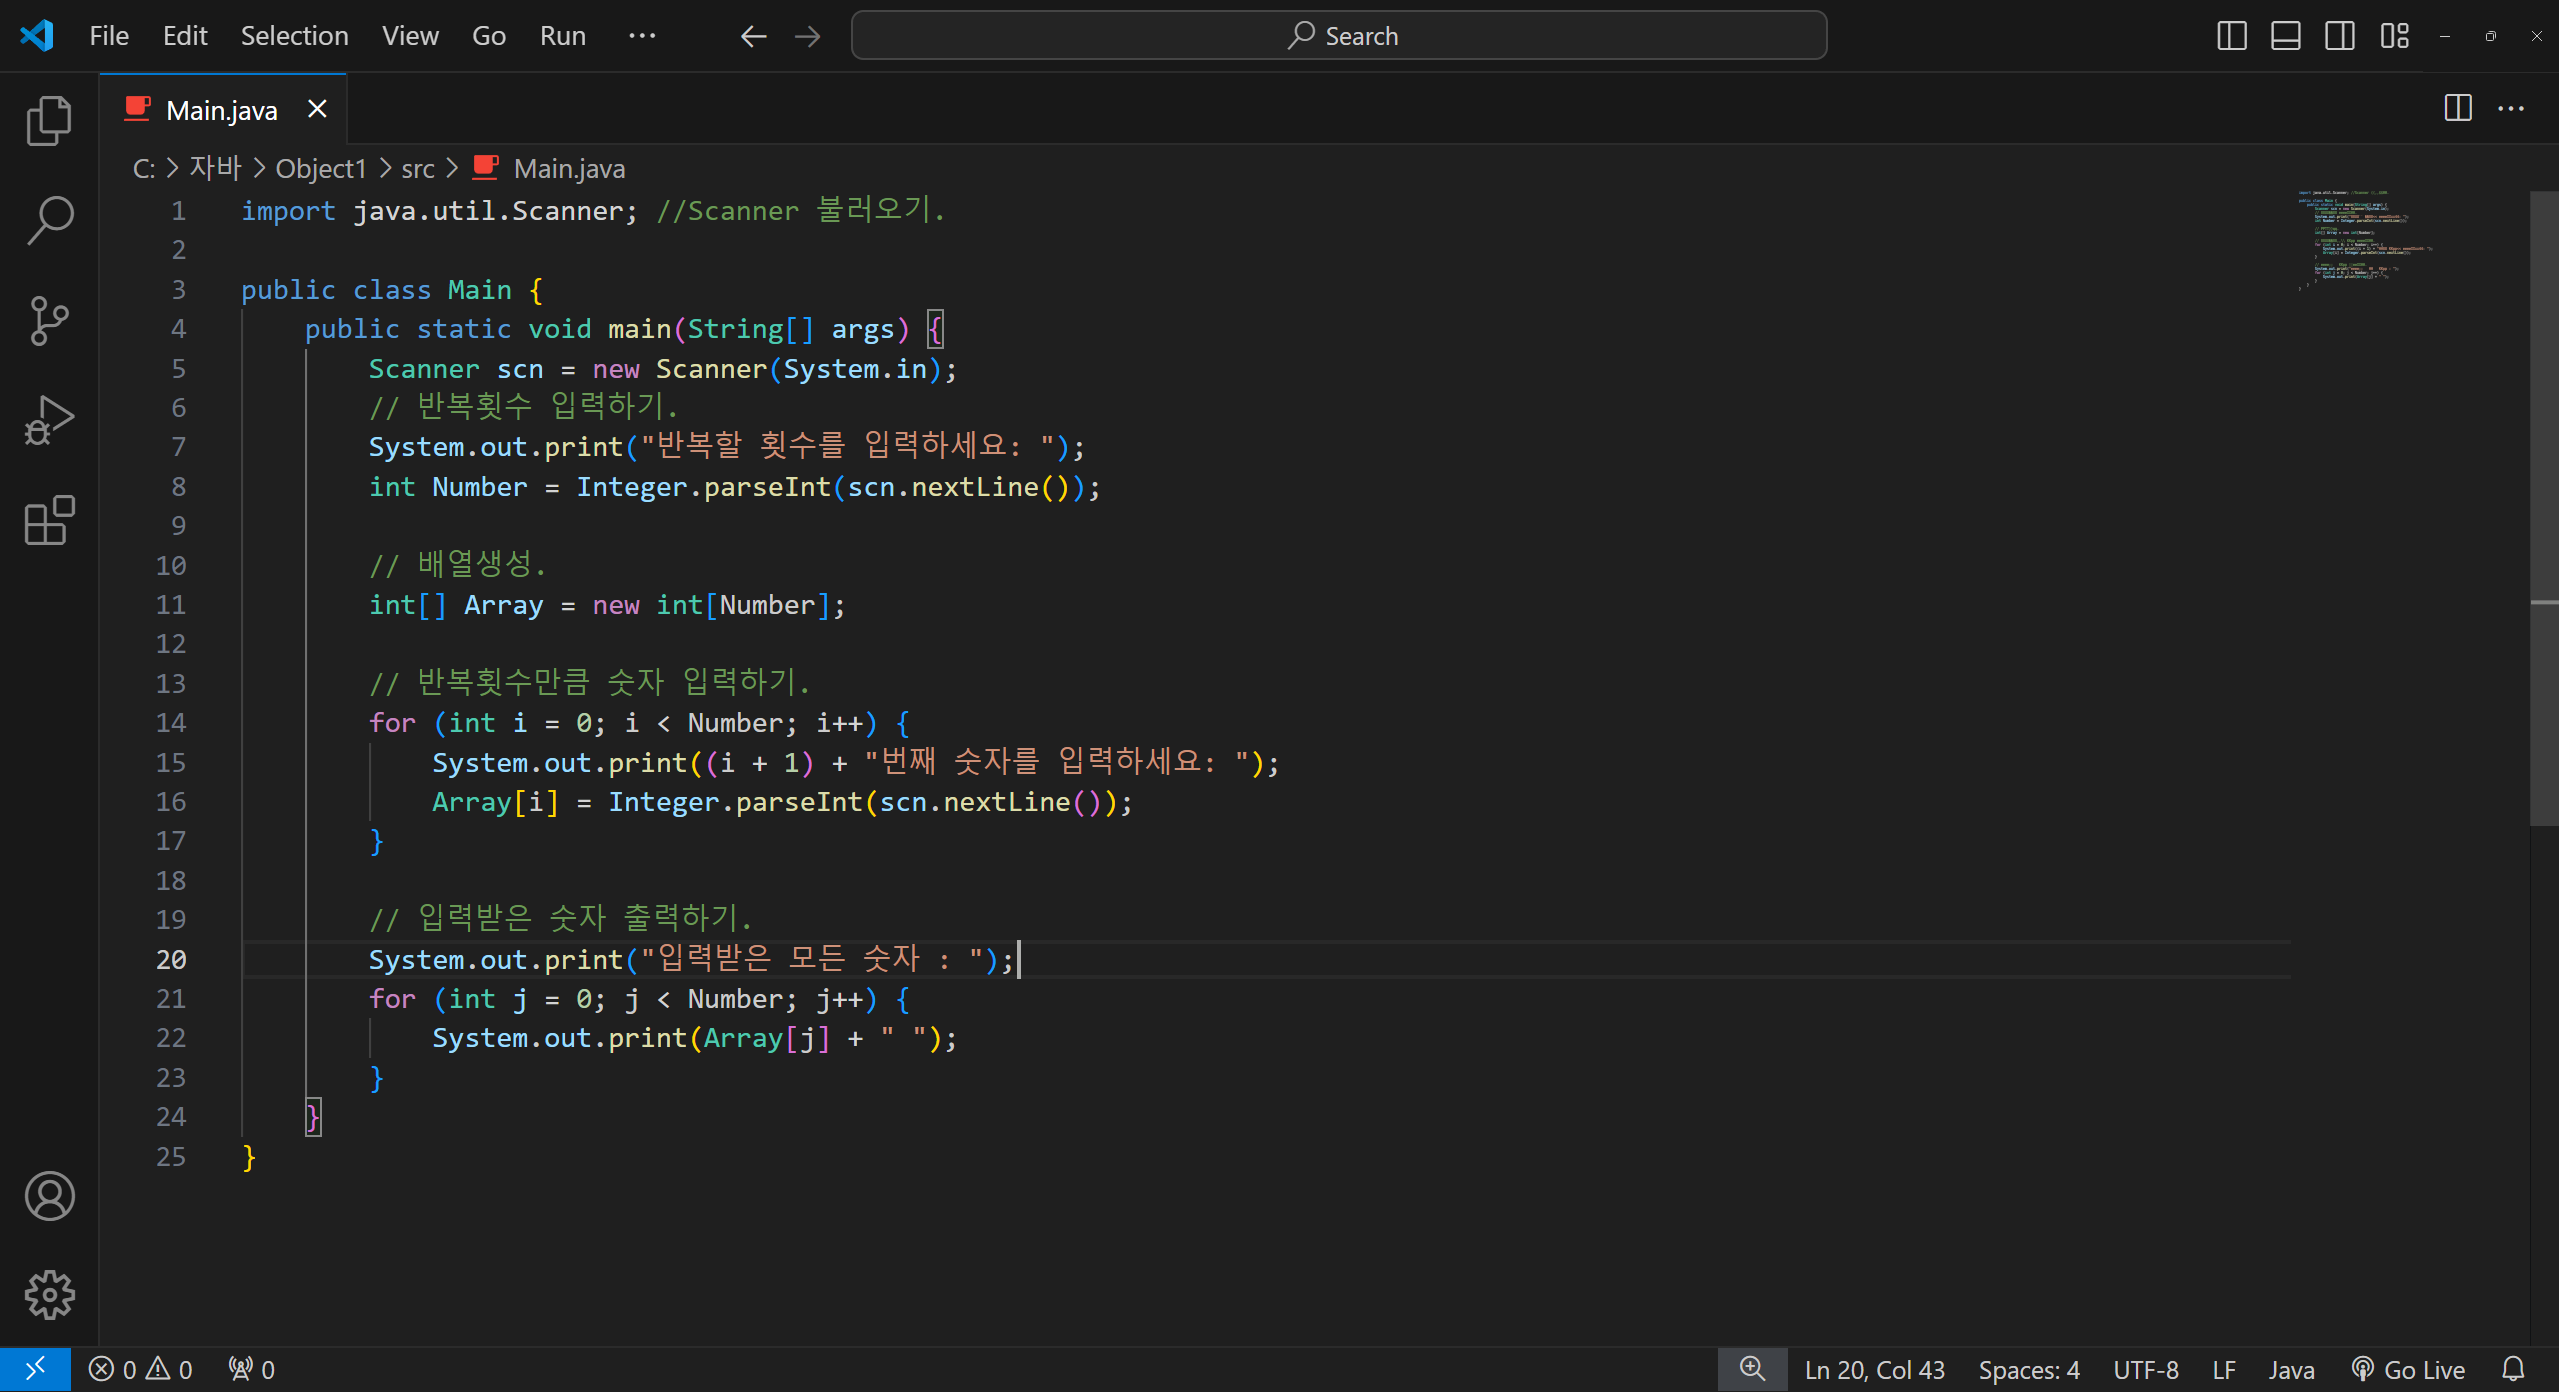 File Edit Selection View Go Run ··· Search
Main.java
C: > 자바 > Object1 > src > Main.java
1 import java.util.Scanner; //Scanner 불러오기.
2
3 public class Main {
4 public static void main(String[] args) {
5 Scanner scn = new Scanner(System.in);
6 // 반복횟수 입력하기.
7 System.out.print("반복할 횟수를 입력하세요: ");
8 int Number = Integer.parseInt(scn.nextLine());
9
10 // 배열생성.
11 int[] Array = new int[Number];
12
13 // 반복횟수만큼 숫자 입력하기.
14 for (int i = 0; i < Number; i++) {
15 System.out.print((i + 1) + "번째 숫자를 입력하세요: ");
16 Array[i] = Integer.parseInt(scn.nextLine());
17 }
18
19 // 입력받은 숫자 출력하기.
20 System.out.print("입력받은 모든 숫자 : ");
21 for (int j = 0; j < Number; j++) {
22 System.out.print(Array[j] + " ");
23 }
24 }
25 }
0 0 0 Ln 20, Col 43 Spaces: 4 UTF-8 LF Java Go Live